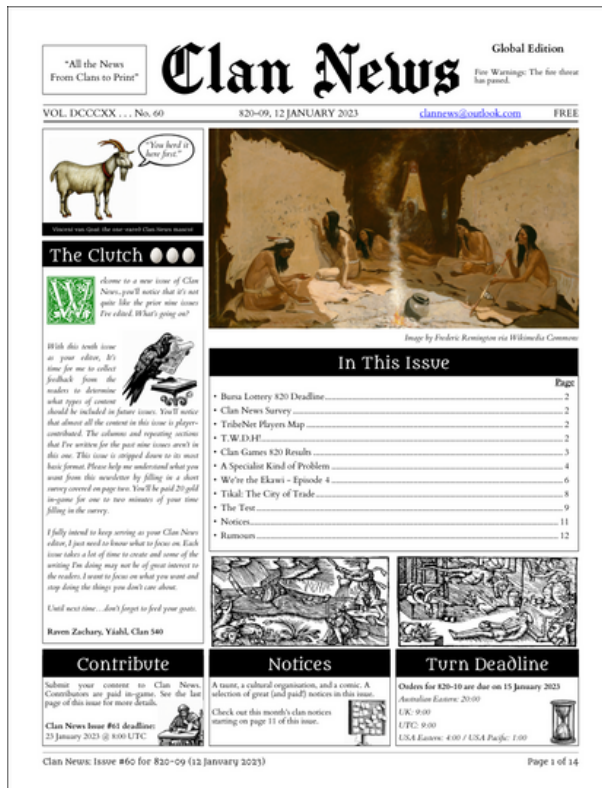 "All the News
From Clans to Print"
Clan News
Global Edition
Fire Warnings: The fire threat
has passed.
VOL. DCCCXX . . . No. 60
820-09, 12 JANUARY 2023
clannews@outlook.com
FREE
"You herd it
here first."
Vincent van Goat: the one-eared Clan News mascot
The Clutch
Welcome to a new issue of Clan
News...you'll notice that it's not
quite like the prior nine issues
I've edited. What's going on?
With this tenth issue
as your editor, It's
time for me to collect
feedback from the
readers to determine
what types of content
should be included in future issues. You'll notice
that almost all the content in this issue is player-
contributed. The columns and repeating sections
that I've written for the past nine issues aren't in
this one. This issue is stripped down to its most
basic format. Please help me understand what you
want from this newsletter by filling in a short
survey covered on page two. You'll be paid 20 gold
in-game for one to two minutes of your time
filling in the survey.
I fully intend to keep serving as your Clan News
editor, I just need to know what to focus on. Each
issue takes a lot of time to create and some of the
writing I'm doing may not be of great interest to
the readers. I want to focus on what you want and
stop doing the things you don't care about.
Until next time…don't forget to feed your goats.
Raven Zachary, Yáahl, Clan 540
Image by Frederic Remington via Wikimedia Commons
In This Issue
Page
• Bursa Lottery 820 Deadline 2
• Clan News Survey 2
• TribeNet Players Map 2
• T.W.D.H! 2
• Clan Games 820 Results 3
• A Specialist Kind of Problem 4
• We're the Ekawi - Episode 4 6
• Tikal: The City of Trade 8
• The Test 9
• Notices 11
• Rumours 12
Contribute
Submit your content to Clan News.
Contributors are paid in-game. See the last
page of this issue for more details.
Clan News Issue #61 deadline:
23 January 2023 @ 8:00 UTC
Notices
A taunt, a cultural organisation, and a comic. A
selection of great (and paid!) notices in this issue.
Check out this month's clan notices
starting on page 11 of this issue.
Turn Deadline
Orders for 820-10 are due on 15 January 2023
Australian Eastern: 20:00
UK: 9:00
UTC: 9:00
USA Eastern: 4:00 / USA Pacific: 1:00
Clan News: Issue #60 for 820-09 (12 January 2023)
Page 1 of 14